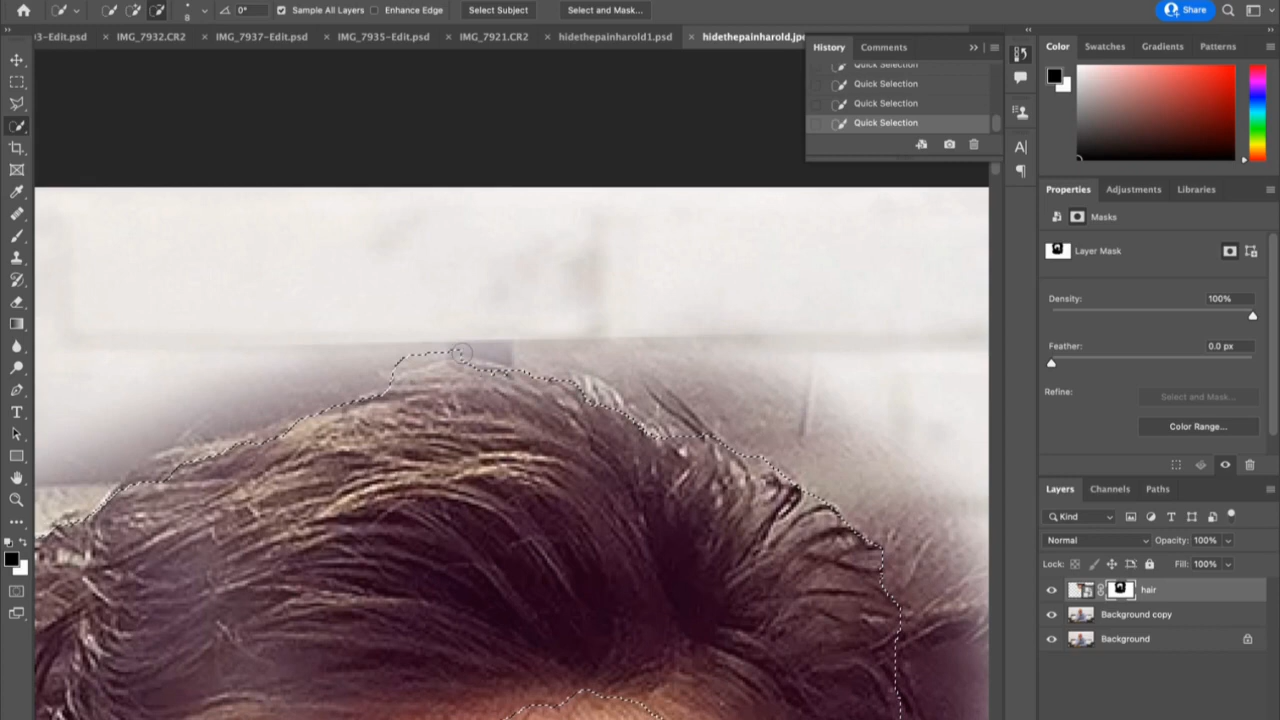 8
0°
Sample All Layers
Enhance Edge
Select Subject
Select and Mask...
Share
03-Edit.psd
IMG_7932.CR2
IMG_7937-Edit.psd
IMG_7935-Edit.psd
IMG_7921.CR2
hidethepainharold1.psd
hidethepainharold.jp
History
Comments
Quick Selection
Quick Selection
Quick Selection
Quick Selection
Color
Swatches
Gradients
Patterns
Properties
Adjustments
Libraries
Masks
Layer Mask
Density:
100%
Feather:
0.0 px
Refine:
Select and Mask...
Color Range...
Layers
Channels
Paths
Kind
Normal
Opacity:
100%
Lock:
Fill:
100%
hair
Background copy
Background